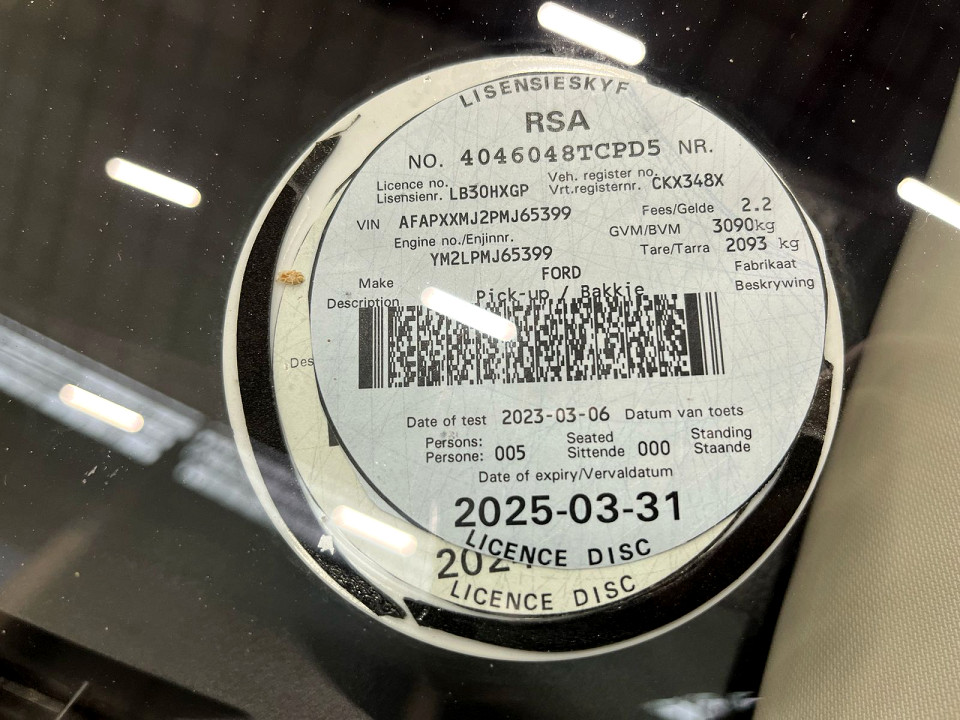 LISENSIESKYF
RSA
NO. 4046048TCPD5 NR.
Licence no. Veh. register no.
Lisensienr. LB30HXGP Vrt.registernr. CKX348X
VIN AFAPXXMJ2PMJ65399 Fees/Gelde 2.2
Engine no./Enjinnr. GVM/BVM 3090kg
YM2LPMJ65399 Tare/Tarra 2093 kg
Make FORD Fabrikaat
Description Pick-up / Bakkie Beskrywing
Des
Date of test 2023-03-06 Datum van toets
Persons: Seated Standing
Persone: 005 Sittende 000 Staande
Date of expiry/Vervaldatum
2025-03-31
LICENCE DISC
202
LICENCE DISC